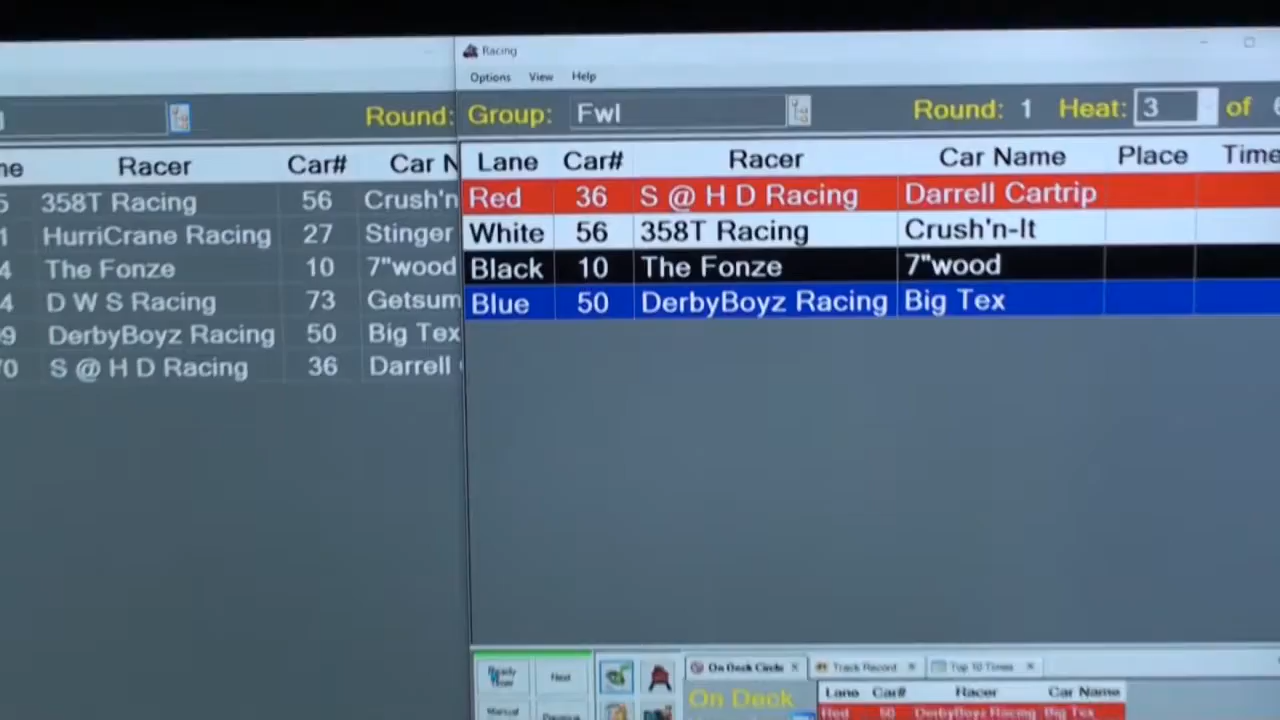 Racing
Options View Help
Round:
Group: Fwl Round: 1 Heat: 3 of
Racer Car# Car N
358T Racing 56 Crush'n
HurriCrane Racing 27 Stinger
The Fonze 10 7"wood
D W S Racing 73 Getsum
DerbyBoyz Racing 50 Big Tex
S @ H D Racing 36 Darrell
Lane Car# Racer Car Name Place Time
Red 36 S @ H D Racing Darrell Cartrip
White 56 358T Racing Crush'n-It
Black 10 The Fonze 7"wood
Blue 50 DerbyBoyz Racing Big Tex
Ready Next
Manual
On Deck Circle Track Record Top 10 Times
On Deck
Lane Car# Racer Car Name
Red 50 DerbyBoyz Racing Big Tex